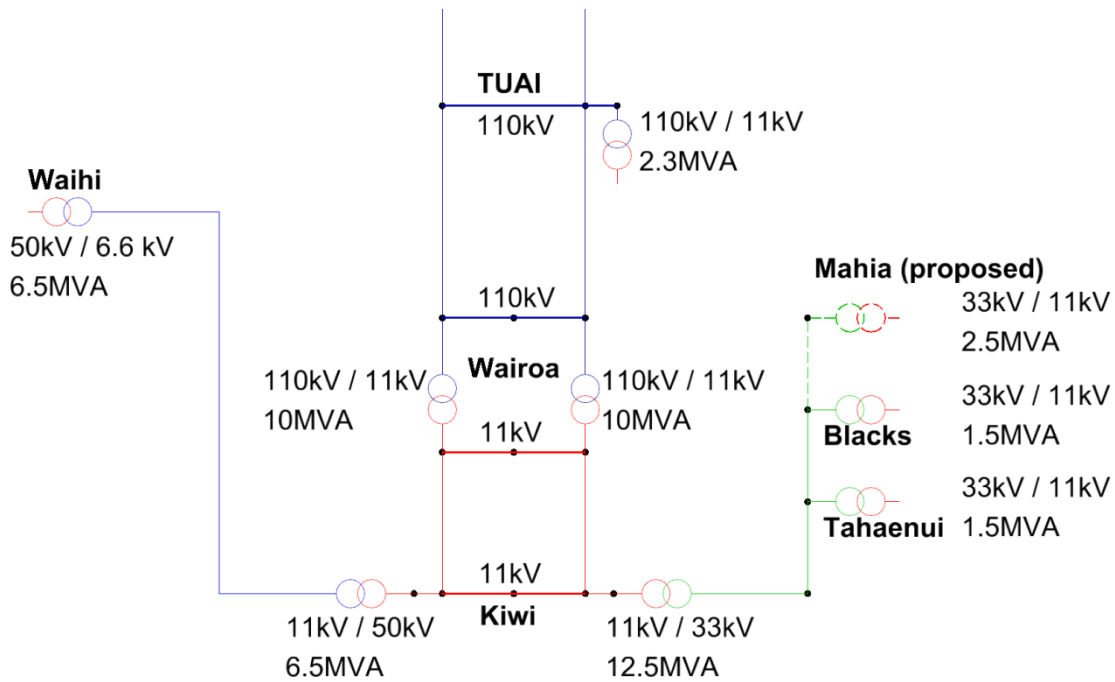 TUAI
110kV
110kV / 11kV
2.3MVA
Waihi
50kV / 6.6 kV
6.5MVA
110kV
Wairoa
110kV / 11kV
10MVA
110kV / 11kV
10MVA
11kV
Mahia (proposed)
33kV / 11kV
2.5MVA
33kV / 11kV
Blacks
1.5MVA
33kV / 11kV
Tahaenui
1.5MVA
11kV
Kiwi
11kV / 50kV
6.5MVA
11kV / 33kV
12.5MVA